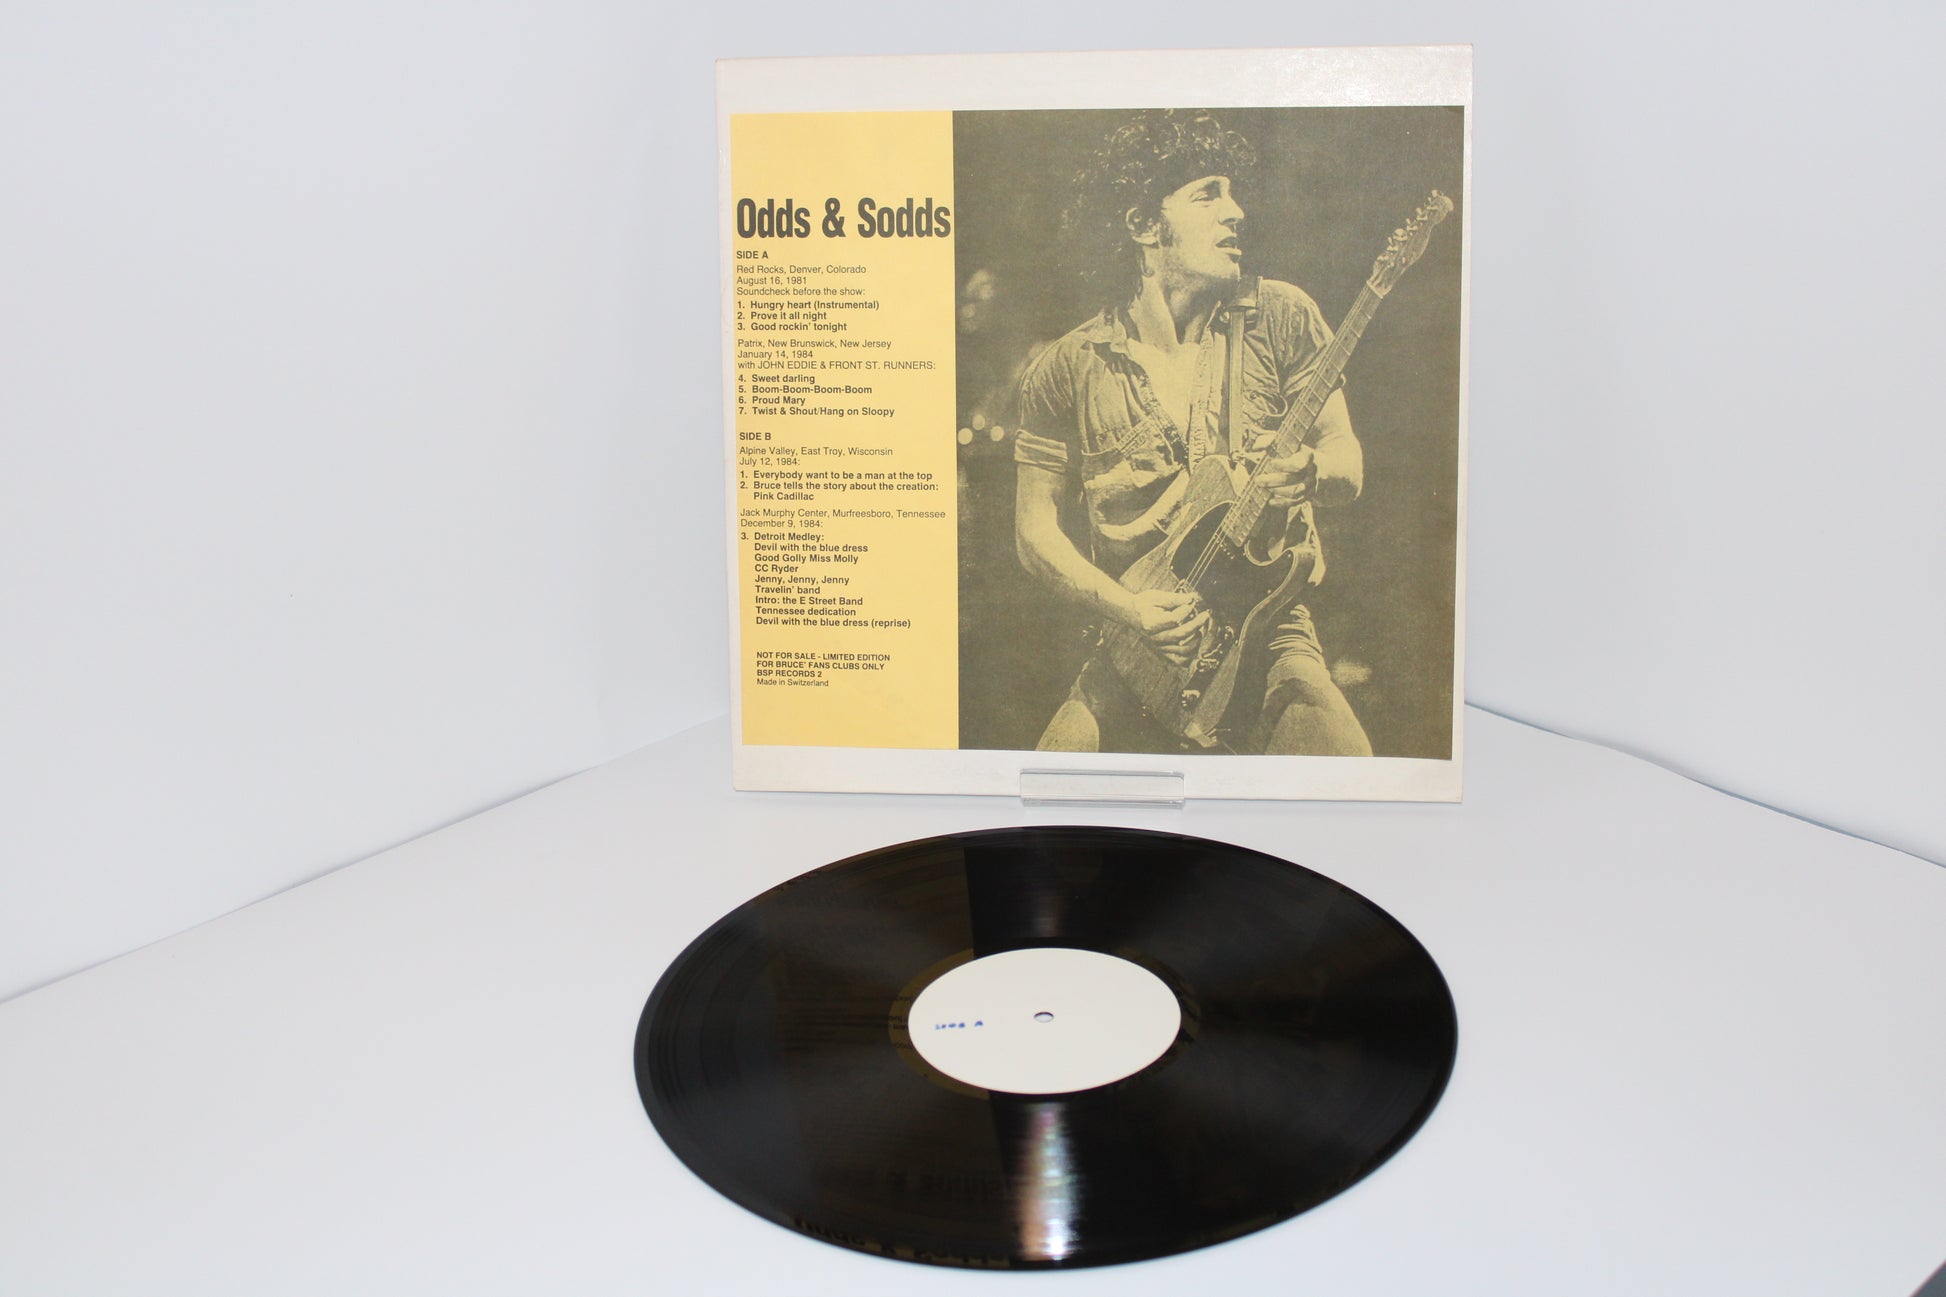 Odds & Sodds
SIDE A
Red Rocks, Denver, Colorado
August 16, 1981
Soundcheck before the show:
1. Hungry heart (Instrumental)
2. Prove it all night
3. Good rockin' tonight
Patrix, New Brunswick, New Jersey
January 14, 1984
with JOHN EDDIE & FRONT ST. RUNNERS:
4. Sweet darling
5. Boom-Boom-Boom-Boom
6. Proud Mary
7. Twist & Shout/Hang on Sloopy
SIDE B
Alpine Valley, East Troy, Wisconsin
July 12, 1984:
1. Everybody want to be a man at the top
2. Bruce tells the story about the creation:
Pink Cadillac
Jack Murphy Center, Murfreesboro, Tennessee
December 9, 1984:
3. Detroit Medley:
Devil with the blue dress
Good Golly Miss Molly
CC Ryder
Jenny, Jenny, Jenny
Travelin' band
Intro: the E Street Band
Tennessee dedication
Devil with the blue dress (reprise)
NOT FOR SALE - LIMITED EDITION
FOR BRUCE' FANS CLUBS ONLY
BSP RECORDS 2
Made in Switzerland